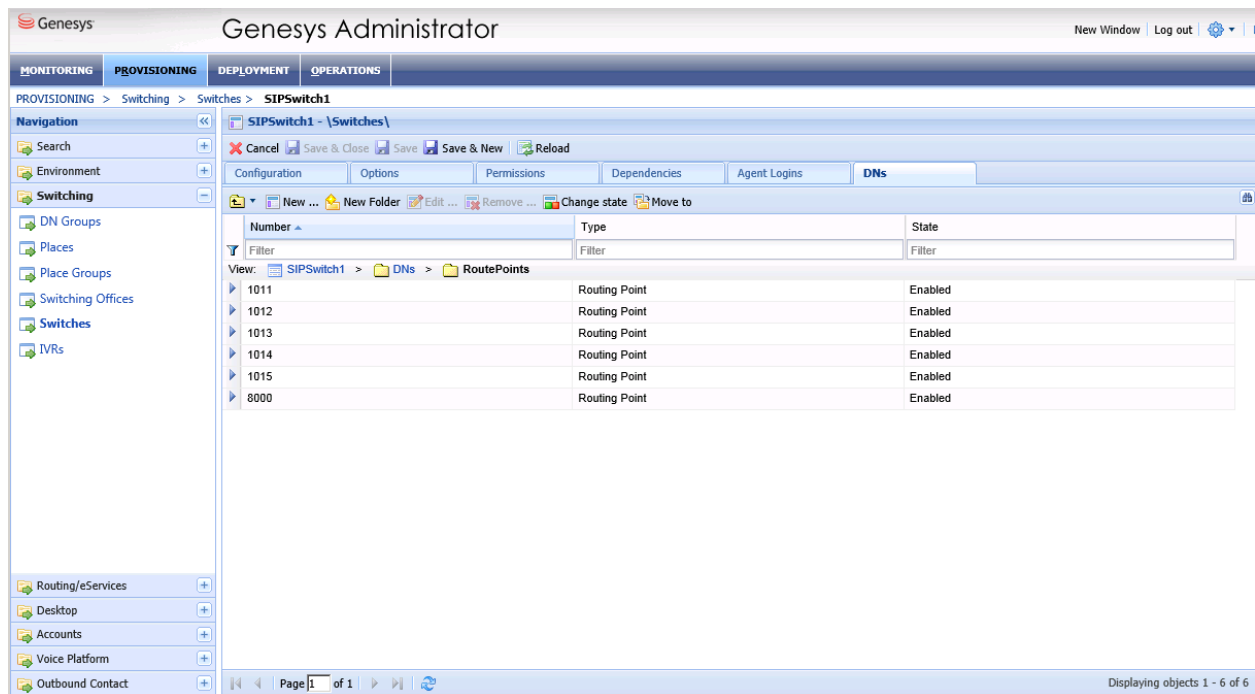 Genesys
Genesys Administrator
New Window Log out
MONITORING PROVISIONING DEPLOYMENT OPERATIONS
PROVISIONING > Switching > Switches > SIPSwitch1
Navigation
Search
Environment
Switching
DN Groups
Places
Place Groups
Switching Offices
Switches
IVRs
Routing/eServices
Desktop
Accounts
Voice Platform
Outbound Contact
SIPSwitch1 - \Switches\
Cancel Save & Close Save Save & New Reload
Configuration Options Permissions Dependencies Agent Logins DNs
New ... New Folder Edit ... Remove ... Change state Move to
Number Type State
Filter Filter Filter
View: SIPSwitch1 > DNs > RoutePoints
1011 Routing Point Enabled
1012 Routing Point Enabled
1013 Routing Point Enabled
1014 Routing Point Enabled
1015 Routing Point Enabled
8000 Routing Point Enabled
Page 1 of 1 Displaying objects 1 - 6 of 6